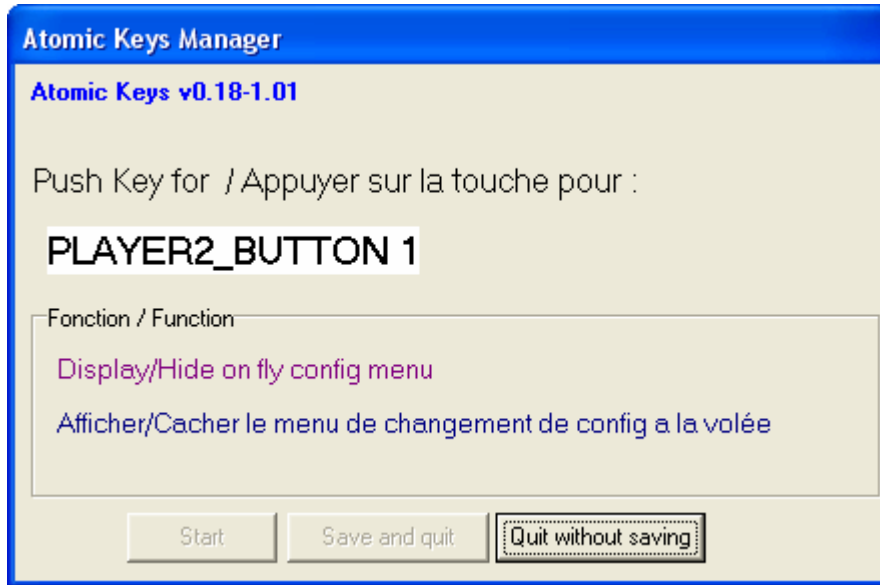 Atomic Keys Manager
Atomic Keys v0.18-1.01
Push Key for / Appuyer sur la touche pour :
PLAYER2_BUTTON 1
Fonction / Function
Display/Hide on fly config menu
Afficher/Cacher le menu de changement de config a la volée
Start Save and quit Quit without saving